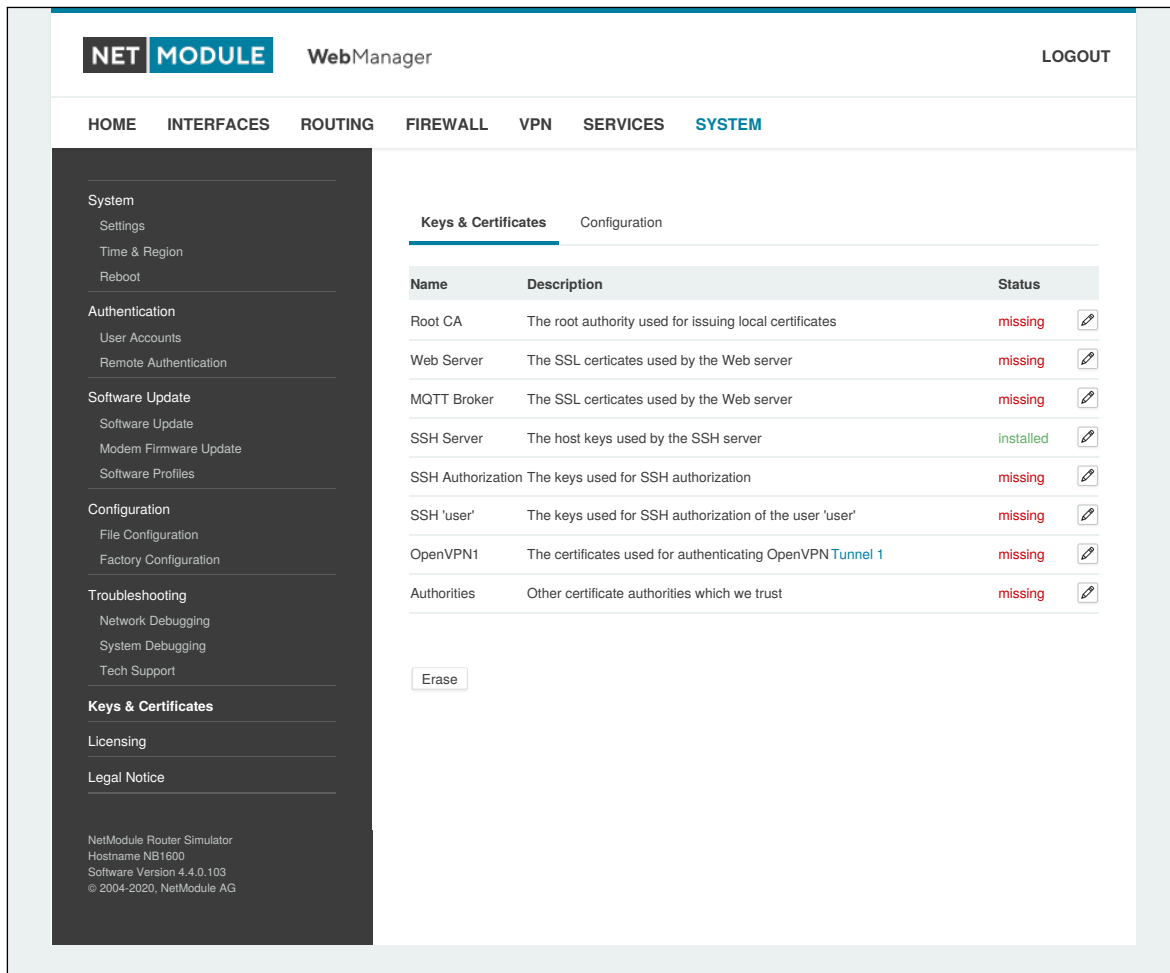 NET MODULE WebManager LOGOUT
HOME INTERFACES ROUTING FIREWALL VPN SERVICES SYSTEM
System
Settings
Time & Region
Reboot
Authentication
User Accounts
Remote Authentication
Software Update
Software Update
Modem Firmware Update
Software Profiles
Configuration
File Configuration
Factory Configuration
Troubleshooting
Network Debugging
System Debugging
Tech Support
Keys & Certificates
Licensing
Legal Notice
NetModule Router Simulator
Hostname NB1600
Software Version 4.4.0.103
© 2004-2020, NetModule AG
Keys & Certificates Configuration
Name Description Status
Root CA The root authority used for issuing local certificates missing
Web Server The SSL certicates used by the Web server missing
MQTT Broker The SSL certicates used by the Web server missing
SSH Server The host keys used by the SSH server installed
SSH Authorization The keys used for SSH authorization missing
SSH 'user' The keys used for SSH authorization of the user 'user' missing
OpenVPN1 The certificates used for authenticating OpenVPN Tunnel 1 missing
Authorities Other certificate authorities which we trust missing
Erase